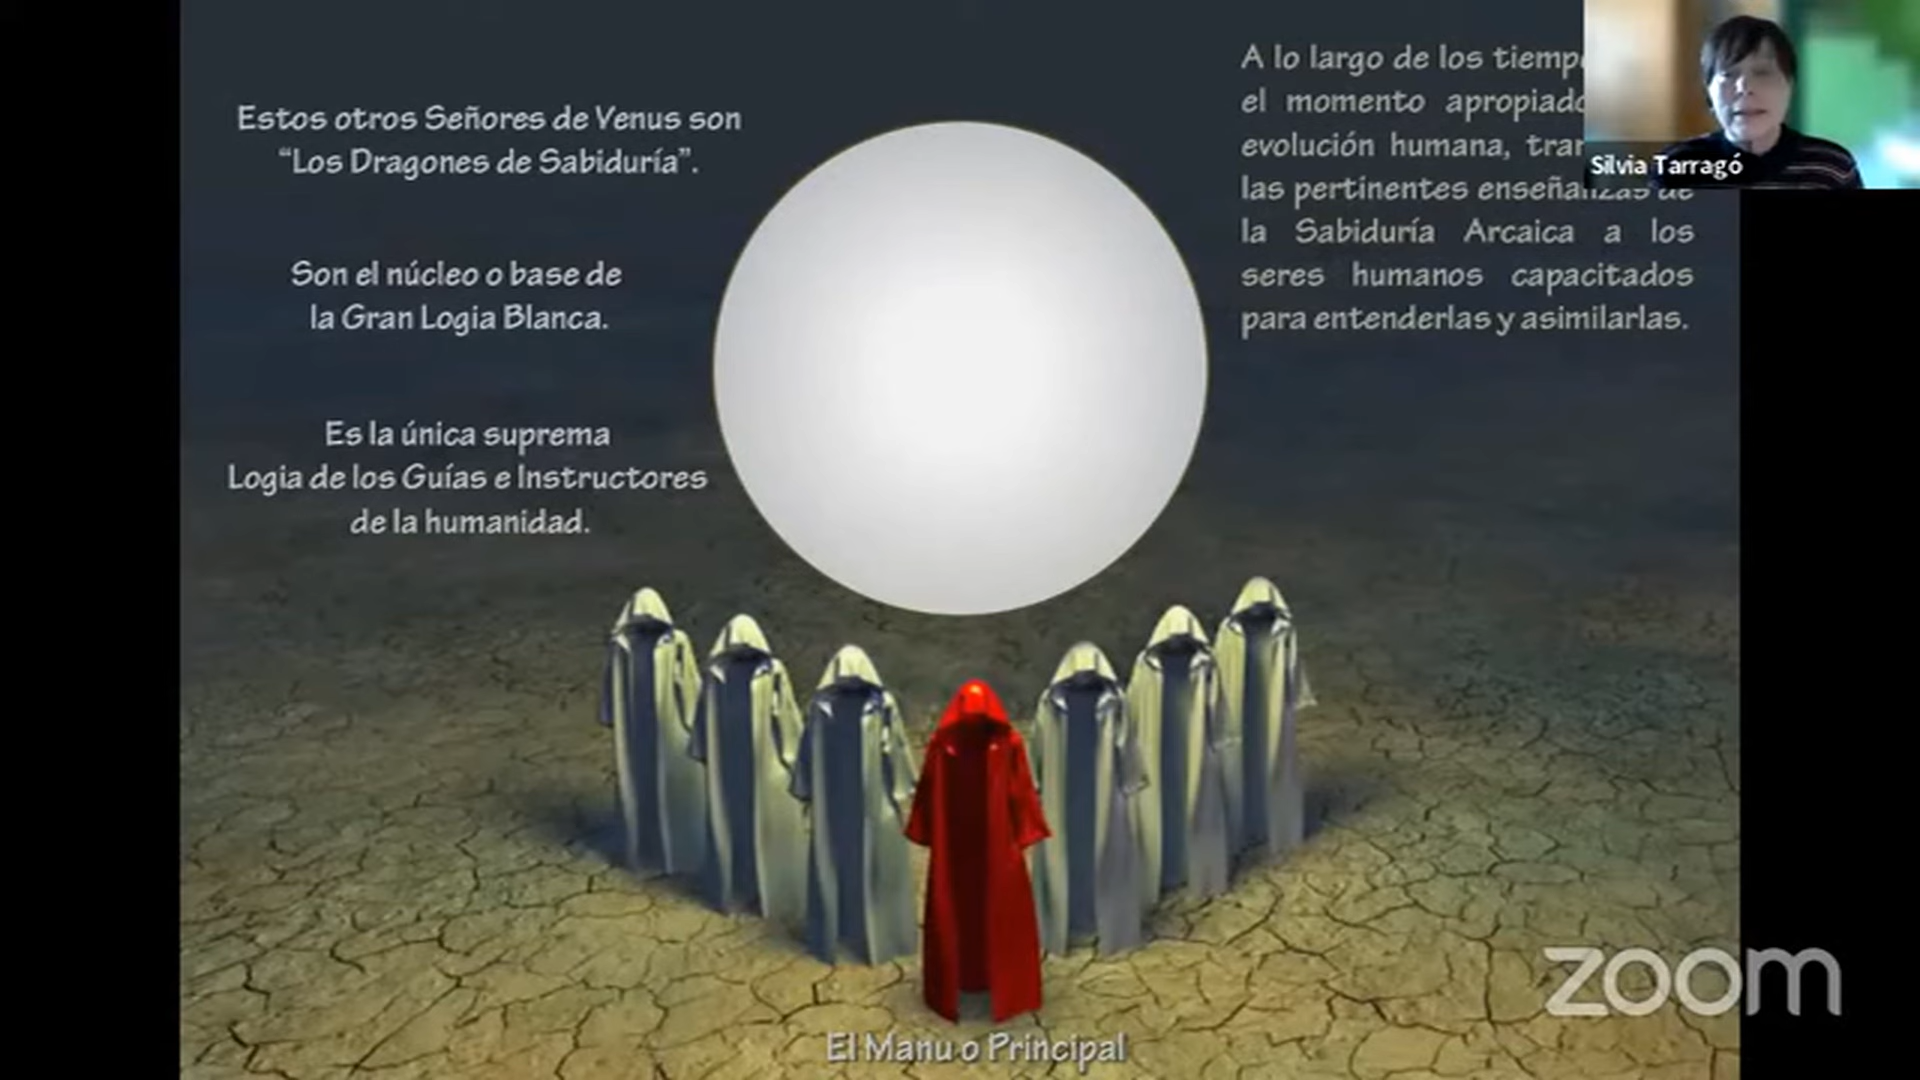 Estos otros Señores de Venus son
“Los Dragones de Sabiduría”.
Son el núcleo o base de
la Gran Logia Blanca.
Es la única suprema
Logia de los Guías e Instructores
de la humanidad.
A lo largo de los
el momento
evolución humana,
las pertinentes enseñanzas de
la Sabiduría Arcaica a los
seres humanos capacitados
para entenderlas y asimilarlas.
Silvia Tarragó
El Manu o Principal
zoom